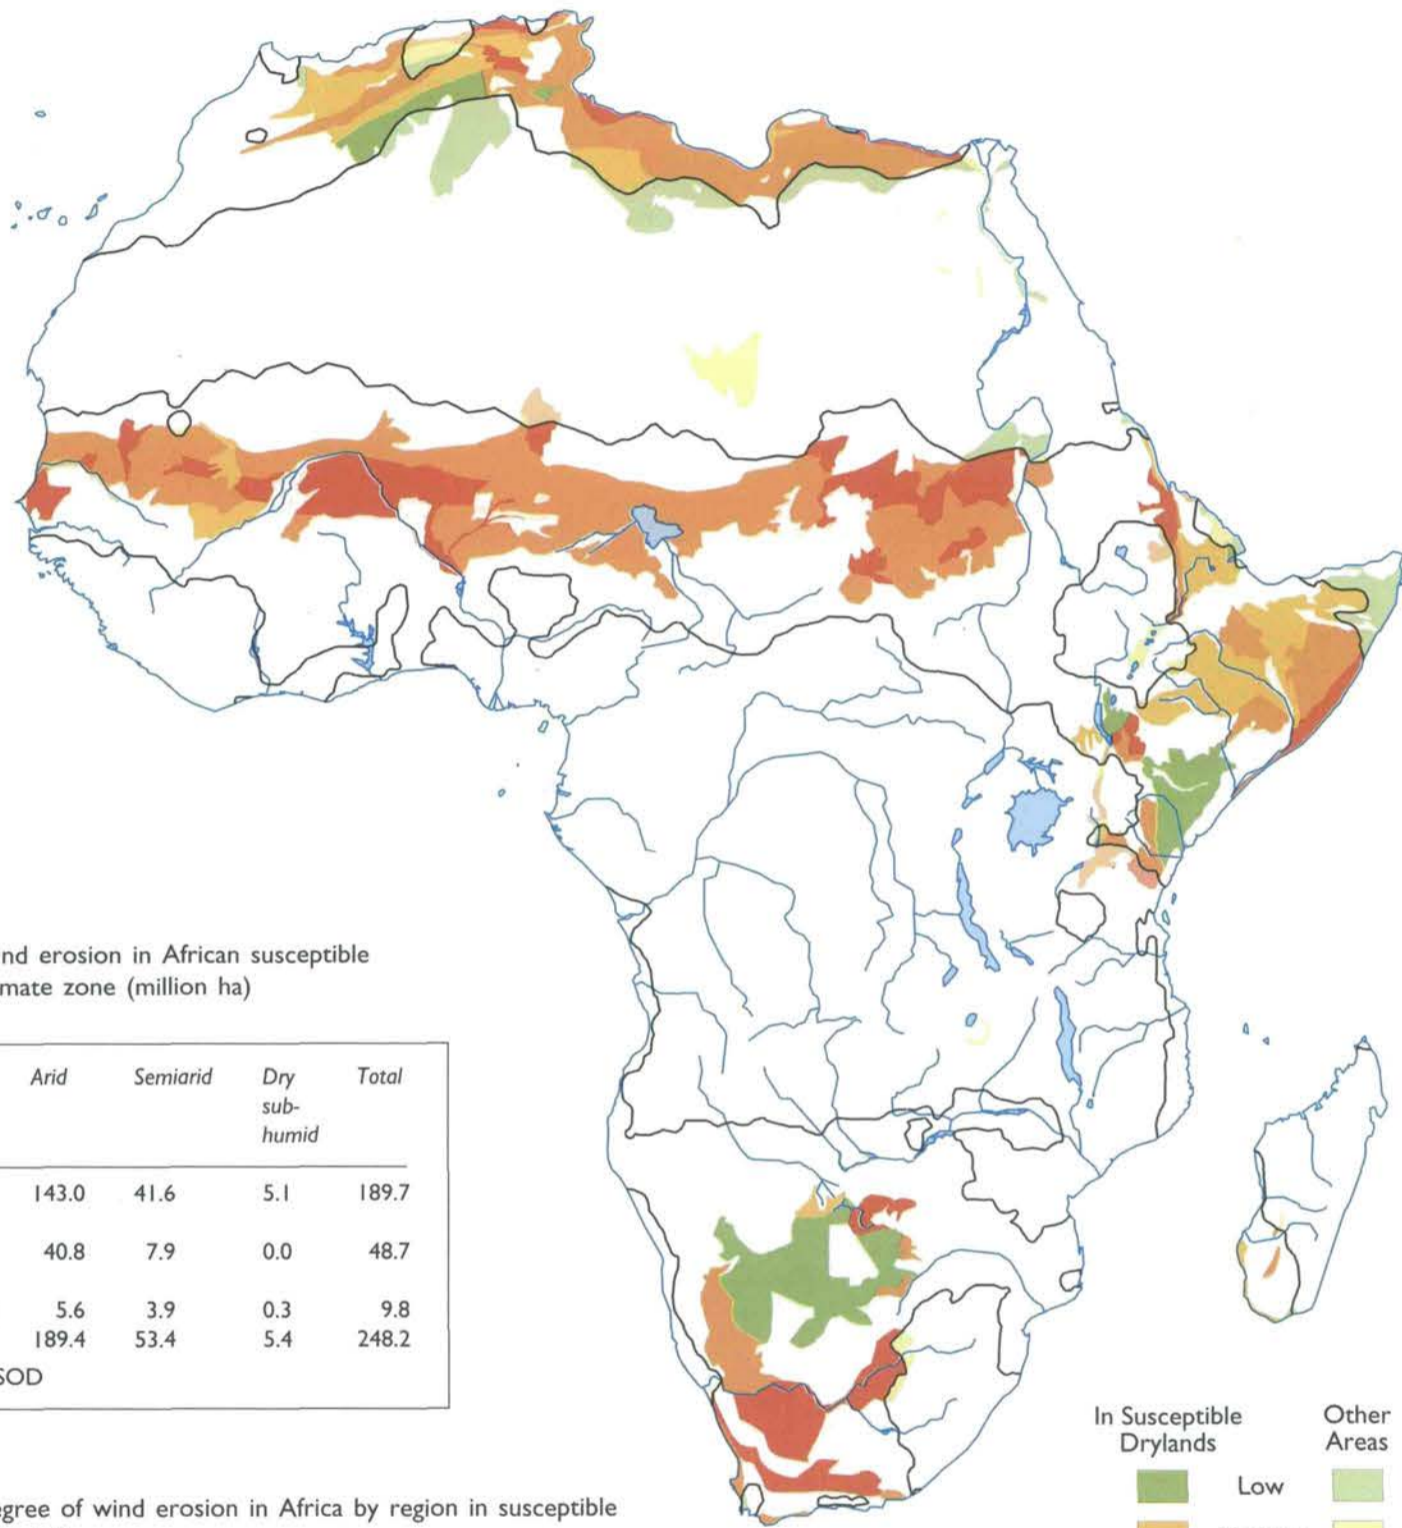 nd erosion in African susceptible
mate zone (million ha)
Arid Semiarid Dry sub-humid Total
143.0 41.6 5.1 189.7
40.8 7.9 0.0 48.7
5.6 3.9 0.3 9.8
189.4 53.4 5.4 248.2
SOD
egree of wind erosion in Africa by region in susceptible
In Susceptible Other
Drylands Areas
Low